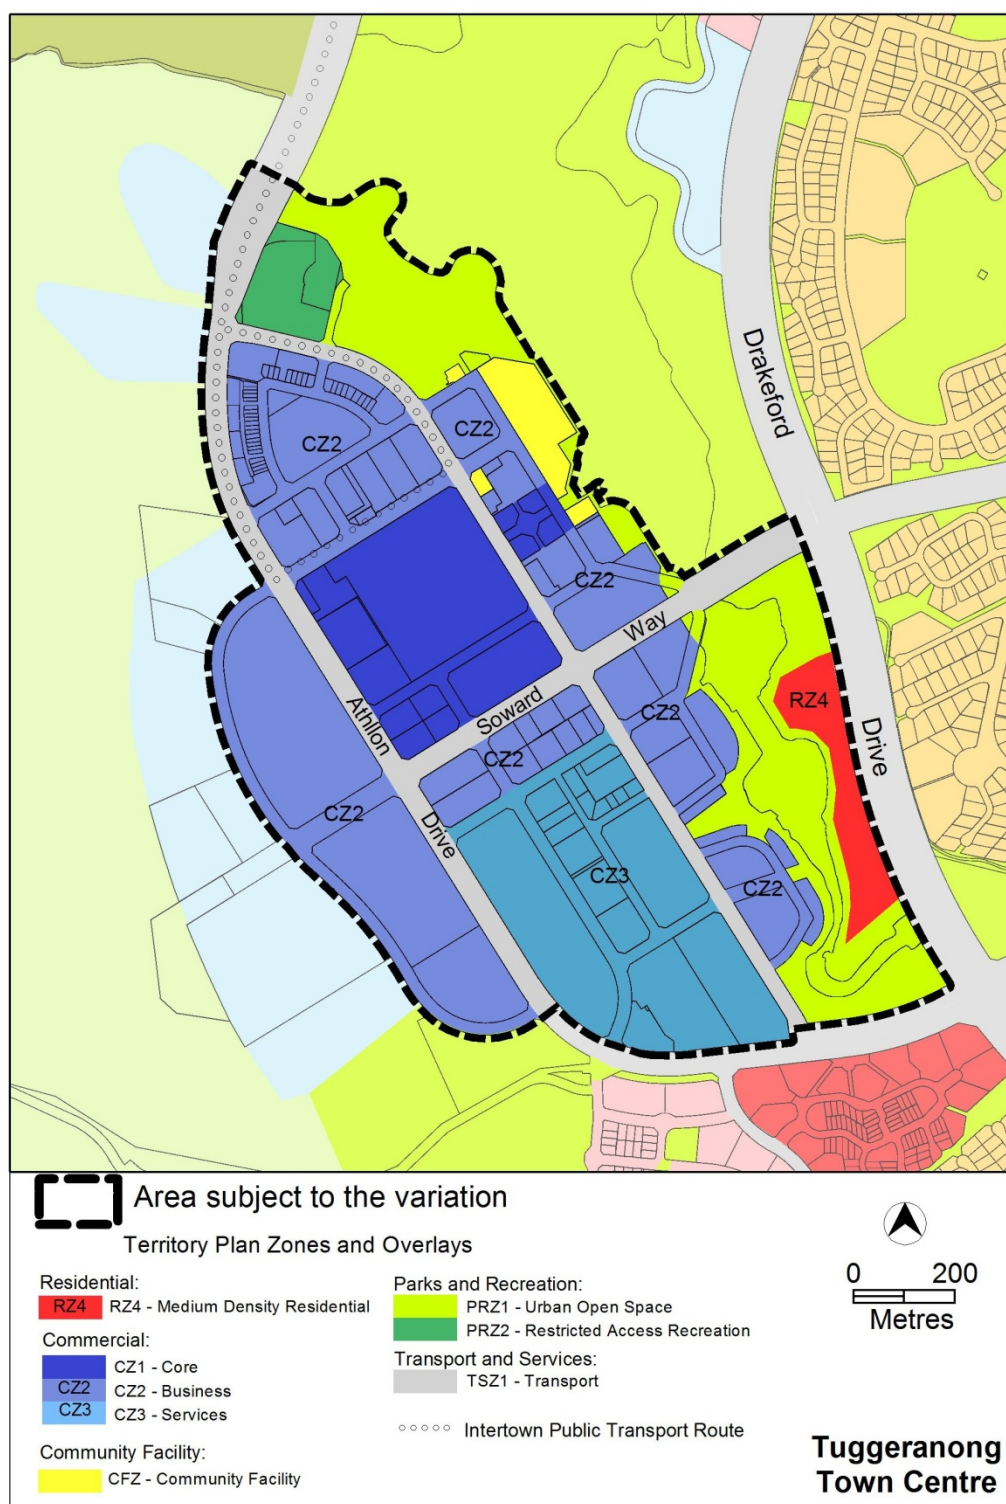 Drakeford
CZ2
CZ2
CZ2
Way
RZ4
Athllon
Soward
CZ2
Drive
CZ2
CZ2
Drive
CZ3
CZ2
Area subject to the variation
Territory Plan Zones and Overlays
Residential:
RZ4 RZ4 - Medium Density Residential
Commercial:
CZ1 - Core
CZ2 CZ2 - Business
CZ3 CZ3 - Services
Community Facility:
CFZ - Community Facility
Parks and Recreation:
PRZ1 - Urban Open Space
PRZ2 - Restricted Access Recreation
Transport and Services:
TSZ1 - Transport
Intertown Public Transport Route
0 200
Metres
Tuggeranong
Town Centre